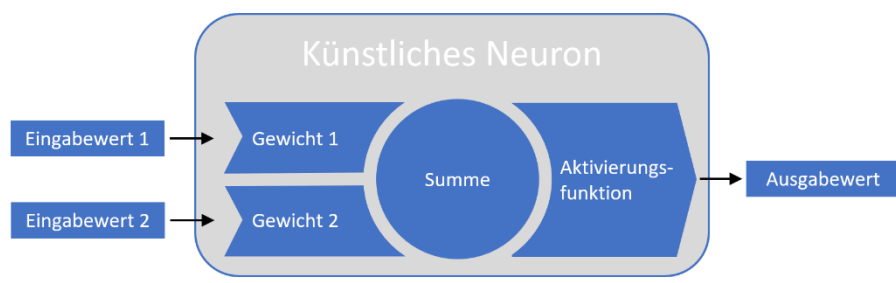 Künstliches Neuron
Eingabewert 1
Gewicht 1
Eingabewert 2
Gewicht 2
Summe
Aktivierungs-
funktion
Ausgabewert